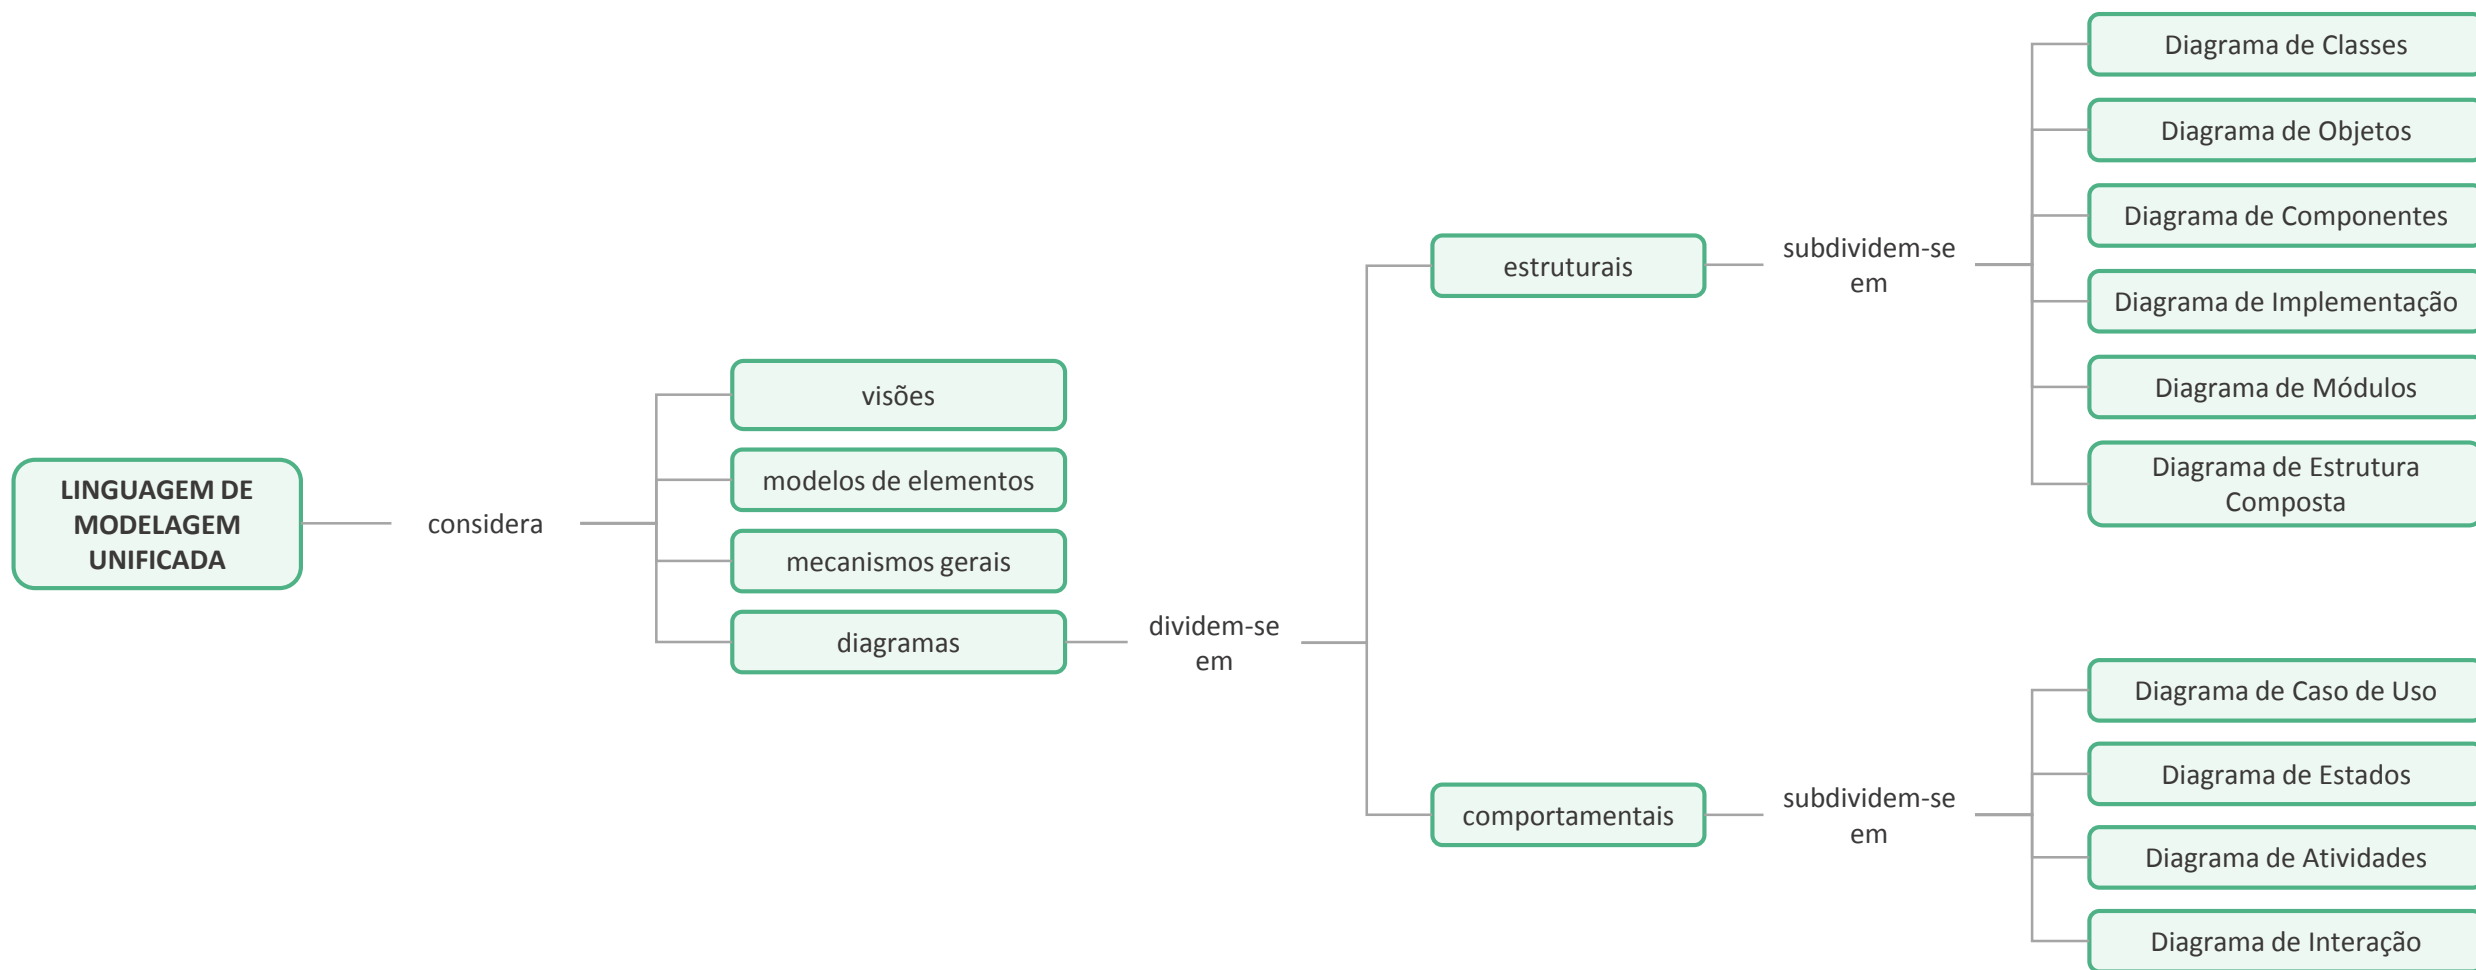 LINGUAGEM DE
MODELAGEM
UNIFICADA
considera
visões
modelos de elementos
mecanismos gerais
diagramas
dividem-se
em
estruturais
subdividem-se
em
Diagrama de Classes
Diagrama de Objetos
Diagrama de Componentes
Diagrama de Implementação
Diagrama de Módulos
Diagrama de Estrutura
Composta
comportamentais
subdividem-se
em
Diagrama de Caso de Uso
Diagrama de Estados
Diagrama de Atividades
Diagrama de Interação